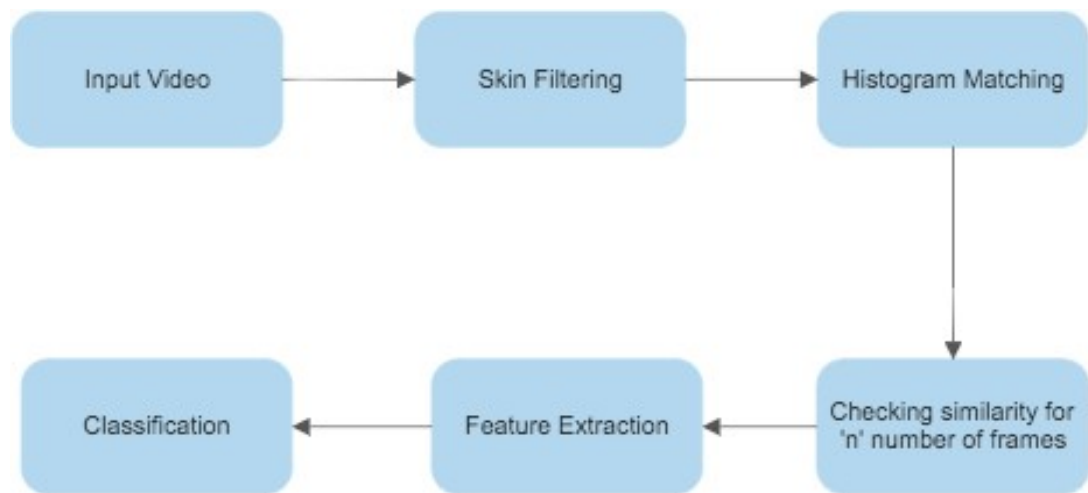 Input Video
Skin Filtering
Histogram Matching
Checking similarity for
'n' number of frames
Feature Extraction
Classification